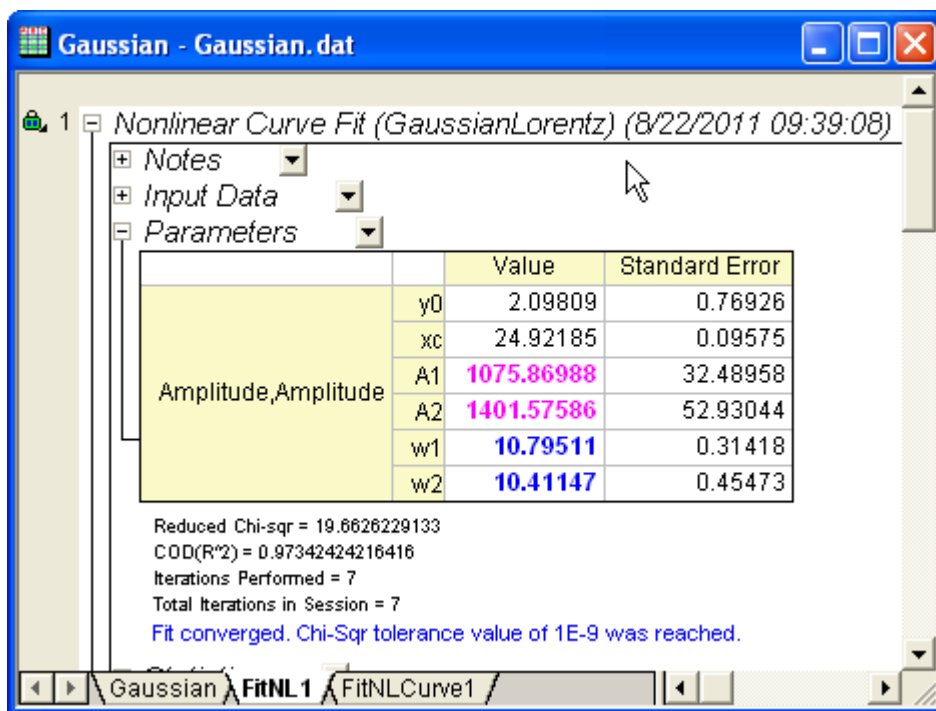 Gaussian - Gaussian.dat
1 Nonlinear Curve Fit (GaussianLorentz) (8/22/2011 09:39:08)
Notes
Input Data
Parameters
Value Standard Error
y0 2.09809 0.76926
xc 24.92185 0.09575
Amplitude,Amplitude A1 1075.86988 32.48958
A2 1401.57586 52.93044
w1 10.79511 0.31418
w2 10.41147 0.45473
Reduced Chi-sqr = 19.6626229133
COD(R^2) = 0.97342424216416
Iterations Performed = 7
Total Iterations in Session = 7
Fit converged. Chi-Sqr tolerance value of 1E-9 was reached.
Gaussian FitNL1 FitNLCurve1